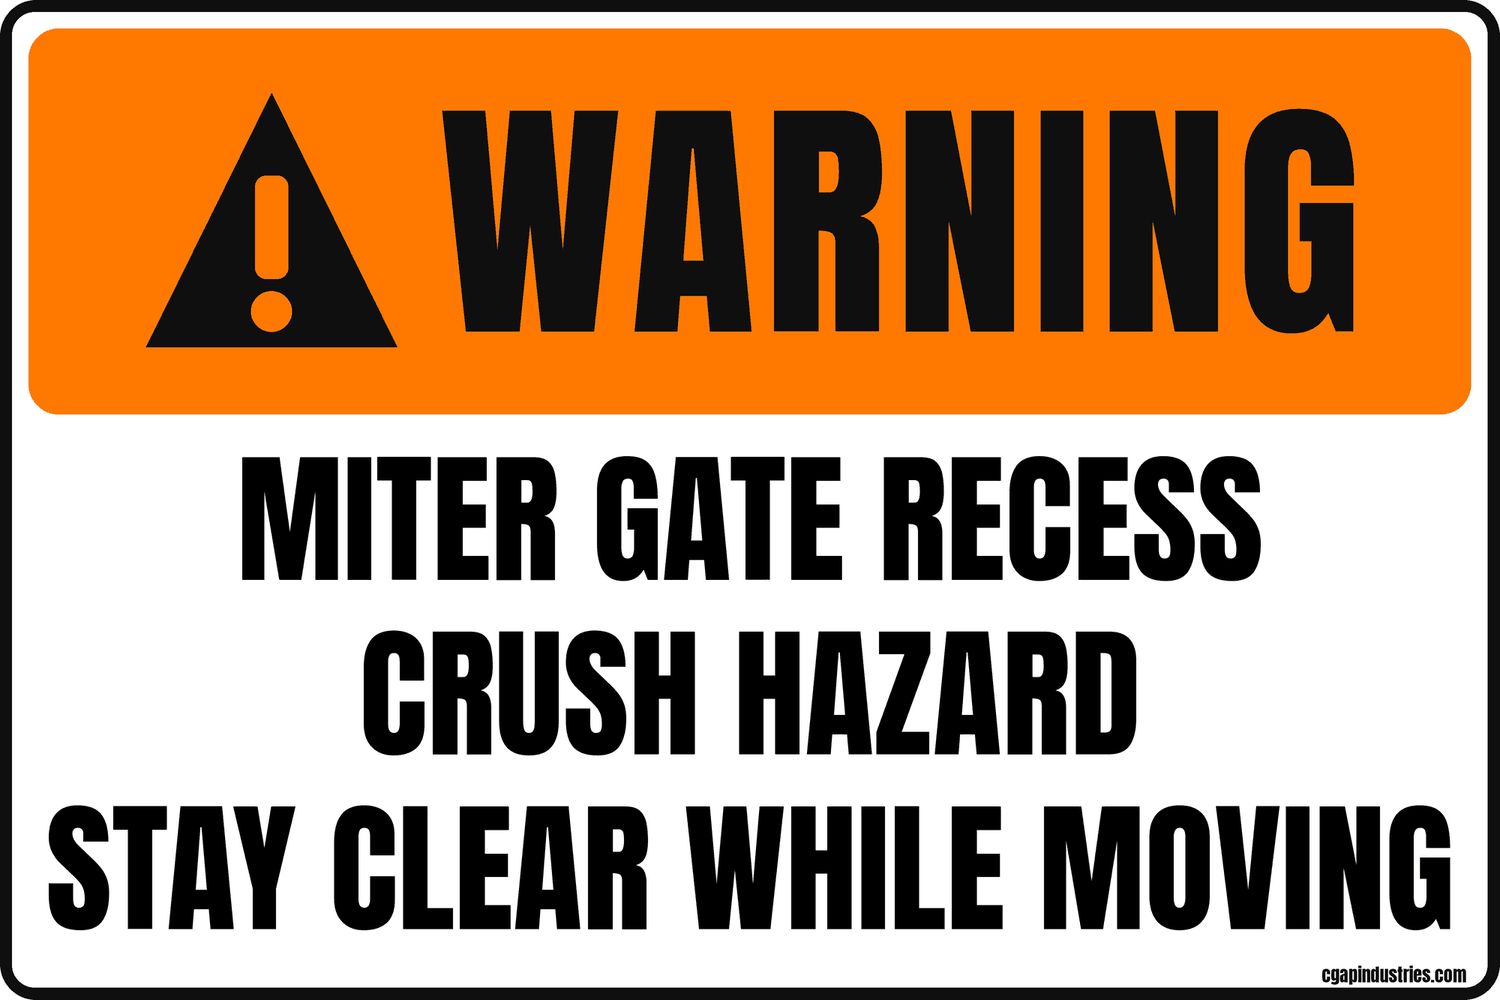 WARNING
MITER GATE RECESS
CRUSH HAZARD
STAY CLEAR WHILE MOVING
cgapindustries.com